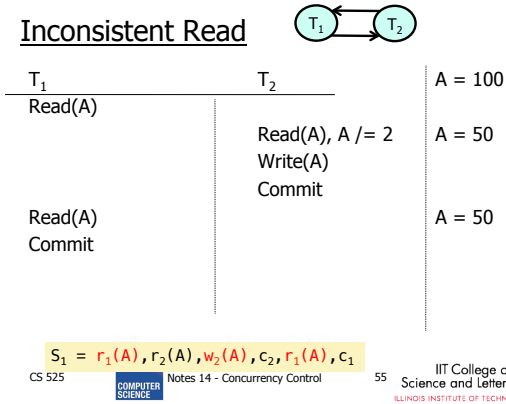 Inconsistent Read
T1 T2
T1 T2 A = 100
Read(A)
Read(A), A /= 2 A = 50
Write(A)
Commit
Read(A) A = 50
Commit
S1 = r1(A),r2(A),w2(A),c2,r1(A),c1
CS 525 COMPUTER SCIENCE Notes 14 - Concurrency Control 55 IIT College o
Science and Letter
ILLINOIS INSTITUTE OF TECHN